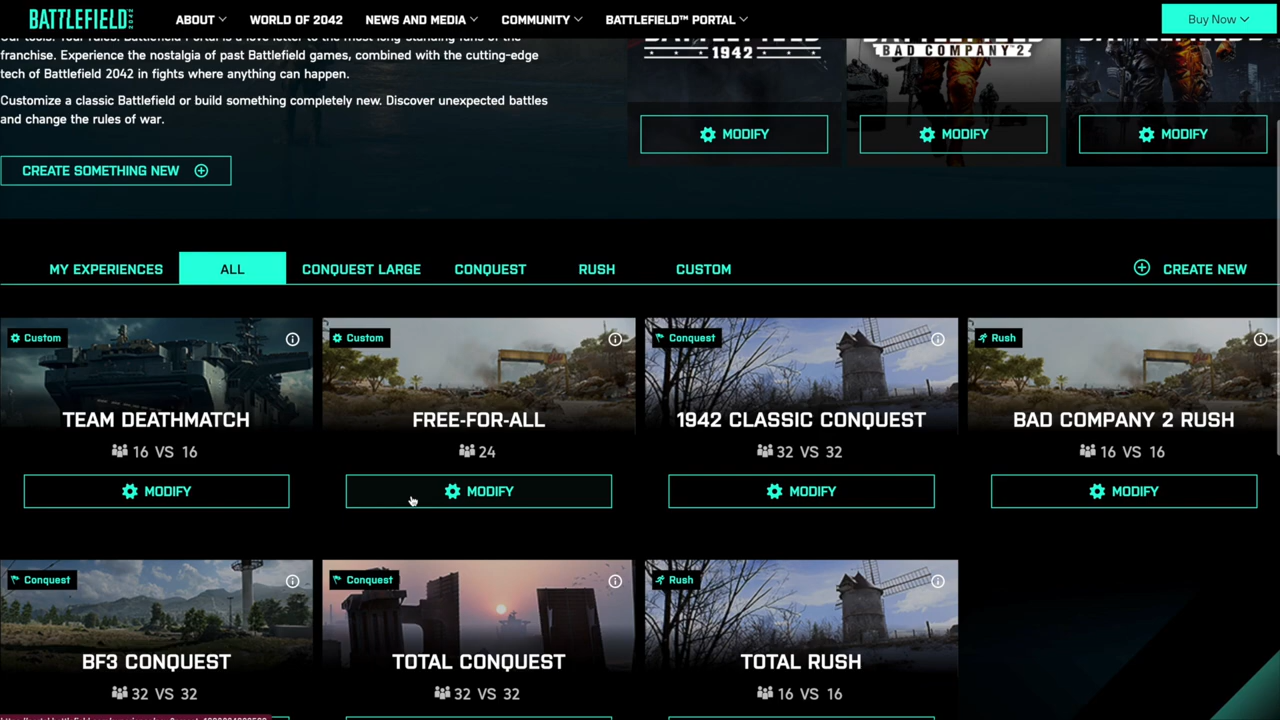 BATTLEFIELD 2042
ABOUT
WORLD OF 2042
NEWS AND MEDIA
COMMUNITY
BATTLEFIELD™ PORTAL
Buy Now
franchise. Experience the nostalgia of past Battlefield games, combined with the cutting-edge
tech of Battlefield 2042 in fights where anything can happen.
Customize a classic Battlefield or build something completely new. Discover unexpected battles
and change the rules of war.
CREATE SOMETHING NEW
1942
BAD COMPANY 2
MODIFY
MODIFY
MODIFY
MY EXPERIENCES
ALL
CONQUEST LARGE
CONQUEST
RUSH
CUSTOM
CREATE NEW
Custom
TEAM DEATHMATCH
16 VS 16
MODIFY
Custom
FREE-FOR-ALL
24
MODIFY
Conquest
1942 CLASSIC CONQUEST
32 VS 32
MODIFY
Rush
BAD COMPANY 2 RUSH
16 VS 16
MODIFY
Conquest
BF3 CONQUEST
32 VS 32
Conquest
TOTAL CONQUEST
32 VS 32
Rush
TOTAL RUSH
16 VS 16